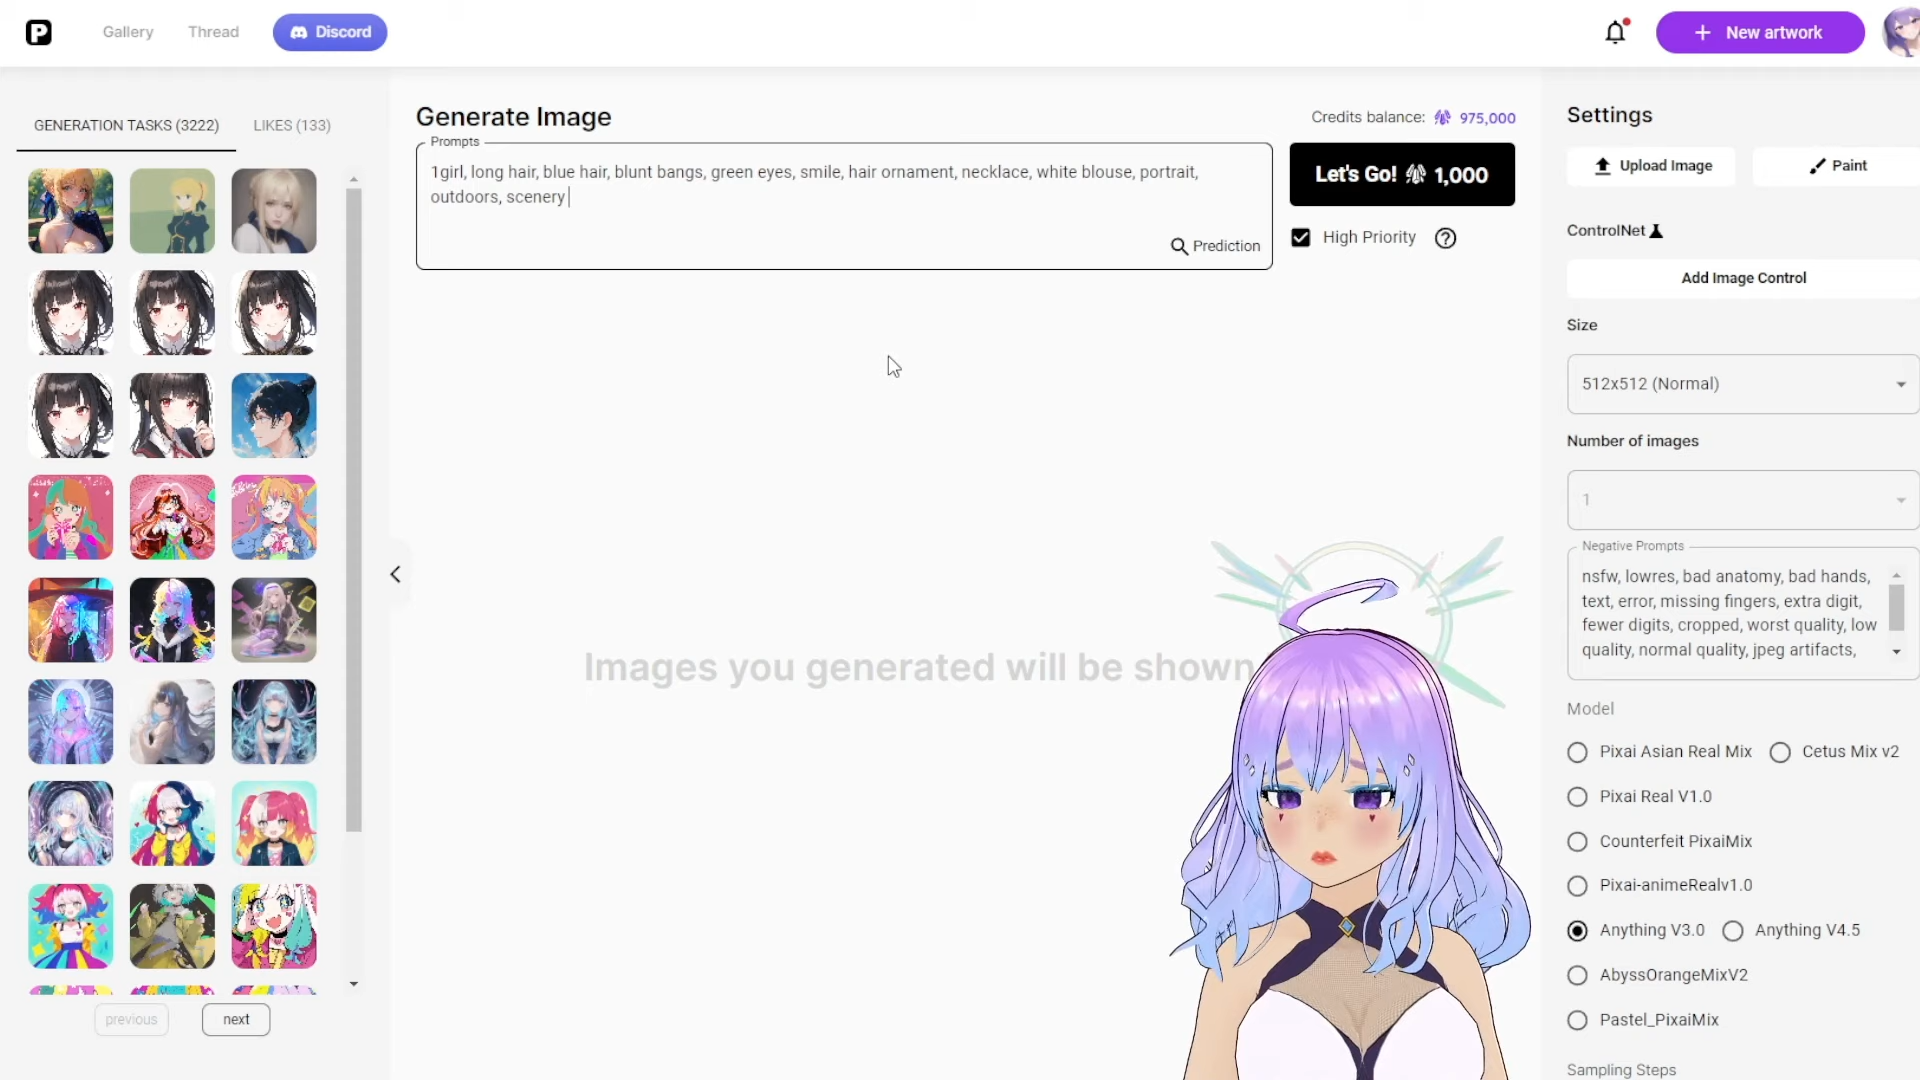 P
Gallery
Thread
Discord
New artwork
GENERATION TASKS (3222)
LIKES (133)
previous
next
Generate Image
Credits balance: 975,000
Prompts
1girl, long hair, blue hair, blunt bangs, green eyes, smile, hair ornament, necklace, white blouse, portrait,
outdoors, scenery
Prediction
Let's Go! 1,000
High Priority
?
Images you generated will be shown
Settings
Upload Image
Paint
ControlNet
Add Image Control
Size
512x512 (Normal)
Number of images
1
Negative Prompts
nsfw, lowres, bad anatomy, bad hands,
text, error, missing fingers, extra digit,
fewer digits, cropped, worst quality, low
quality, normal quality, jpeg artifacts,
Model
Pixai Asian Real Mix
Cetus Mix v2
Pixai Real V1.0
Counterfeit PixaiMix
Pixai-animeRealv1.0
Anything V3.0
Anything V4.5
AbyssOrangeMixV2
Pastel_PixaiMix
Sampling Steps